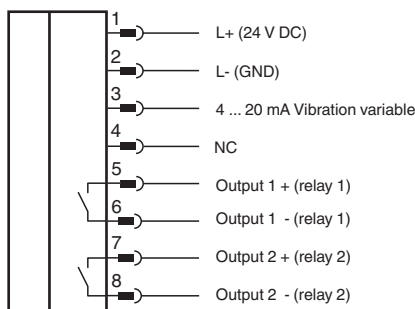 1 L+ (24 V DC)
2 L- (GND)
3 4 ... 20 mA Vibration variable
4 NC
5 Output 1 + (relay 1)
6 Output 1 - (relay 1)
7 Output 2 + (relay 2)
8 Output 2 - (relay 2)